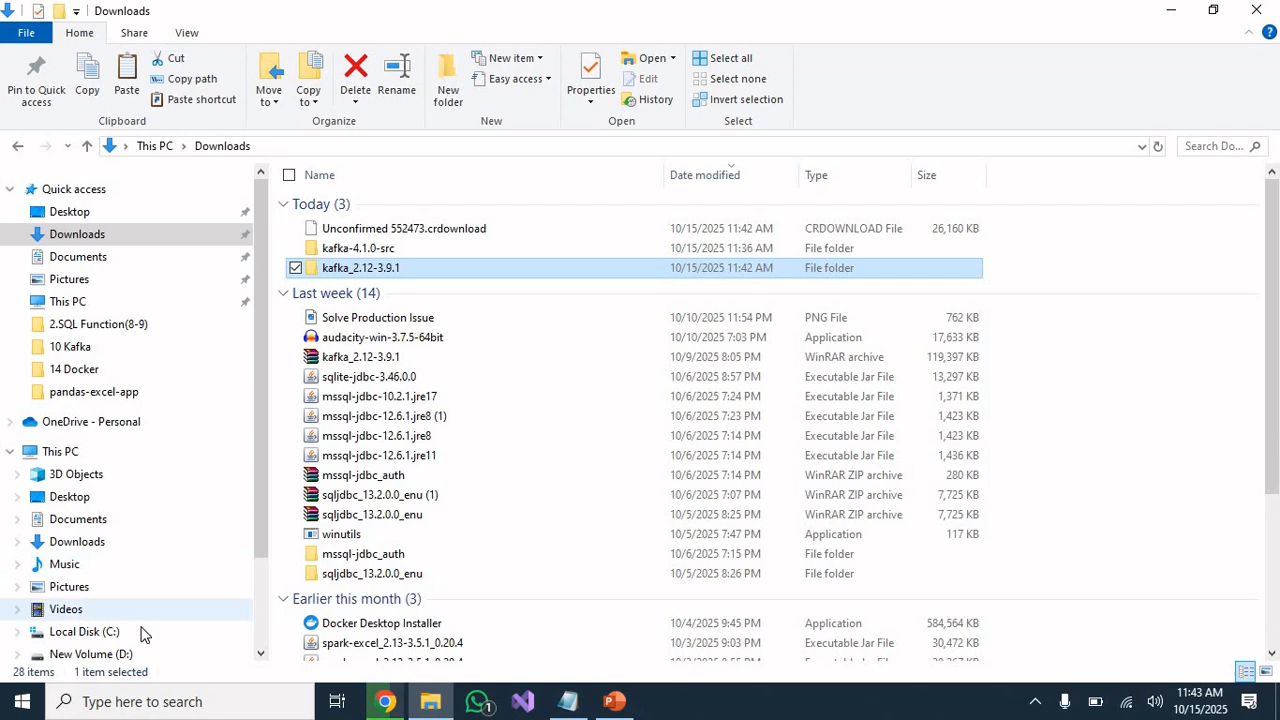 Downloads
File
Home
Share
View
Pin to Quick access
Copy
Paste
Cut
Copy path
Paste shortcut
Clipboard
Move to
Copy to
Delete
Rename
Organize
New folder
New item
Easy access
New
Properties
Open
Edit
History
Open
Select all
Select none
Invert selection
Select
This PC
Downloads
Search Do...
Name
Date modified
Type
Size
Quick access
Desktop
Downloads
Documents
Pictures
This PC
2.SQL Function(8-9)
10 Kafka
14 Docker
pandas-excel-app
OneDrive - Personal
This PC
3D Objects
Desktop
Documents
Downloads
Music
Pictures
Videos
Local Disk (C:)
New Volume (D:)
Today (3)
Unconfirmed 552473.crdownload 10/15/2025 11:42 AM CRDOWNLOAD File 26,160 KB
kafka-4.1.0-src 10/15/2025 11:36 AM File folder
kafka_2.12-3.9.1 10/15/2025 11:42 AM File folder
Last week (14)
Solve Production Issue 10/10/2025 11:54 PM PNG File 762 KB
audacity-win-3.7.5-64bit 10/10/2025 7:03 PM Application 17,633 KB
kafka_2.12-3.9.1 10/9/2025 8:05 PM WinRAR archive 119,397 KB
sqlite-jdbc-3.46.0.0 10/6/2025 8:57 PM Executable Jar File 13,297 KB
mssql-jdbc-10.2.1.jre17 10/6/2025 7:24 PM Executable Jar File 1,371 KB
mssql-jdbc-12.6.1.jre8 (1) 10/6/2025 7:23 PM Executable Jar File 1,423 KB
mssql-jdbc-12.6.1.jre8 10/6/2025 7:14 PM Executable Jar File 1,423 KB
mssql-jdbc-12.6.1.jre11 10/6/2025 7:14 PM Executable Jar File 1,436 KB
mssql-jdbc_auth 10/6/2025 7:14 PM WinRAR ZIP archive 280 KB
sqljdbc_13.2.0.0_enu (1) 10/6/2025 7:07 PM WinRAR ZIP archive 7,725 KB
sqljdbc_13.2.0.0_enu 10/5/2025 8:25 PM WinRAR ZIP archive 7,725 KB
winutils 10/5/2025 7:47 PM Application 117 KB
mssql-jdbc_auth 10/6/2025 7:15 PM File folder
sqljdbc_13.2.0.0_enu 10/5/2025 8:26 PM File folder
Earlier this month (3)
Docker Desktop Installer 10/4/2025 9:45 PM Application 584,564 KB
spark-excel_2.13-3.5.1_0.20.4 10/3/2025 9:03 PM Executable Jar File 30,472 KB
28 items
1 item selected
Type here to search
1
11:43 AM
10/15/2025